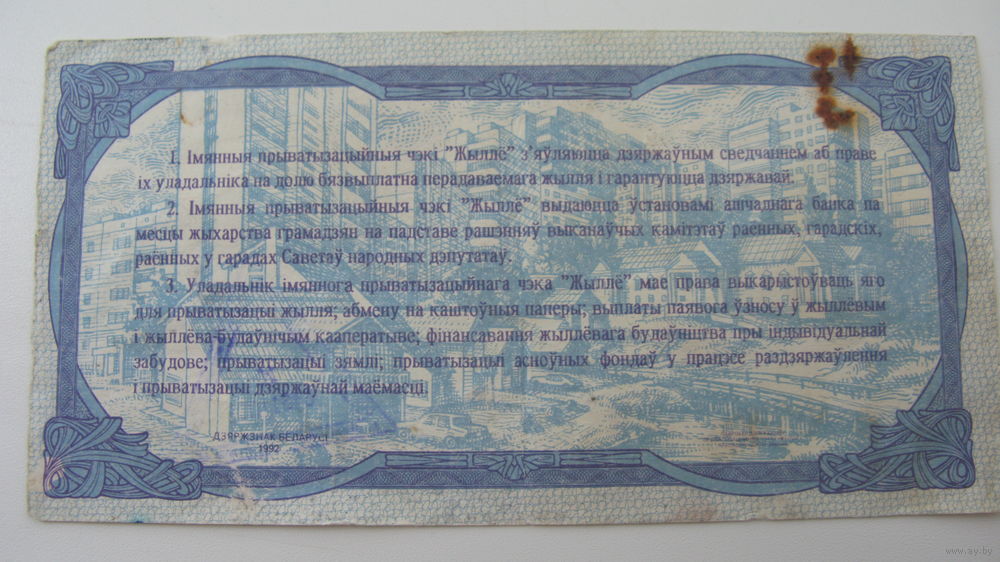 1. Імянныя прыватызацыйныя чэкі "Жыллё" з'яўляюцца дзяржаўным сведчаннем аб праве
іх уладальніка на долю бязвыплатна перадаваемага жылля і гарантуюцца дзяржавай.
2. Імянныя прыватызацыйныя чэкі "Жыллё" выдаюцца ўстановамі ашчаднага банка па
месцы жыхарства грамадзян на падставе рашэнняў выканаўчых камітэтаў раённых, гарадскіх,
раённых у гарадах Саветаў народных дэпутатаў.
3. Уладальнік імяннога прыватызацыйнага чэка "Жыллё" мае права выкарыстоўваць яго
для прыватызацыі жылля; абмену на каштоўныя паперы; выплаты паявога ўзносу ў жыллёвым
і жыллёва-будаўнічым кааператыве; фінансавання жыллёвага будаўніцтва пры індывідуальнай
забудове; прыватызацыі зямлі; прыватызацыі асноўных фондаў у працэсе раздзяржаўлення
і прыватызацыі дзяржаўнай маёмасці.
ДЗЯРЖЗНАК БЕЛАРУСІ
1992
www.ay.by